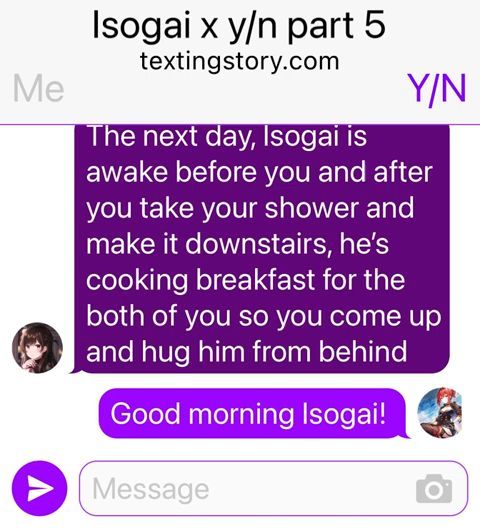 Isogai x y/n part 5
textingstory.com
Me
Y/N
The next day, Isogai is
awake before you and after
you take your shower and
make it downstairs, he’s
cooking breakfast for the
both of you so you come up
and hug him from behind
Good morning Isogai!
Message